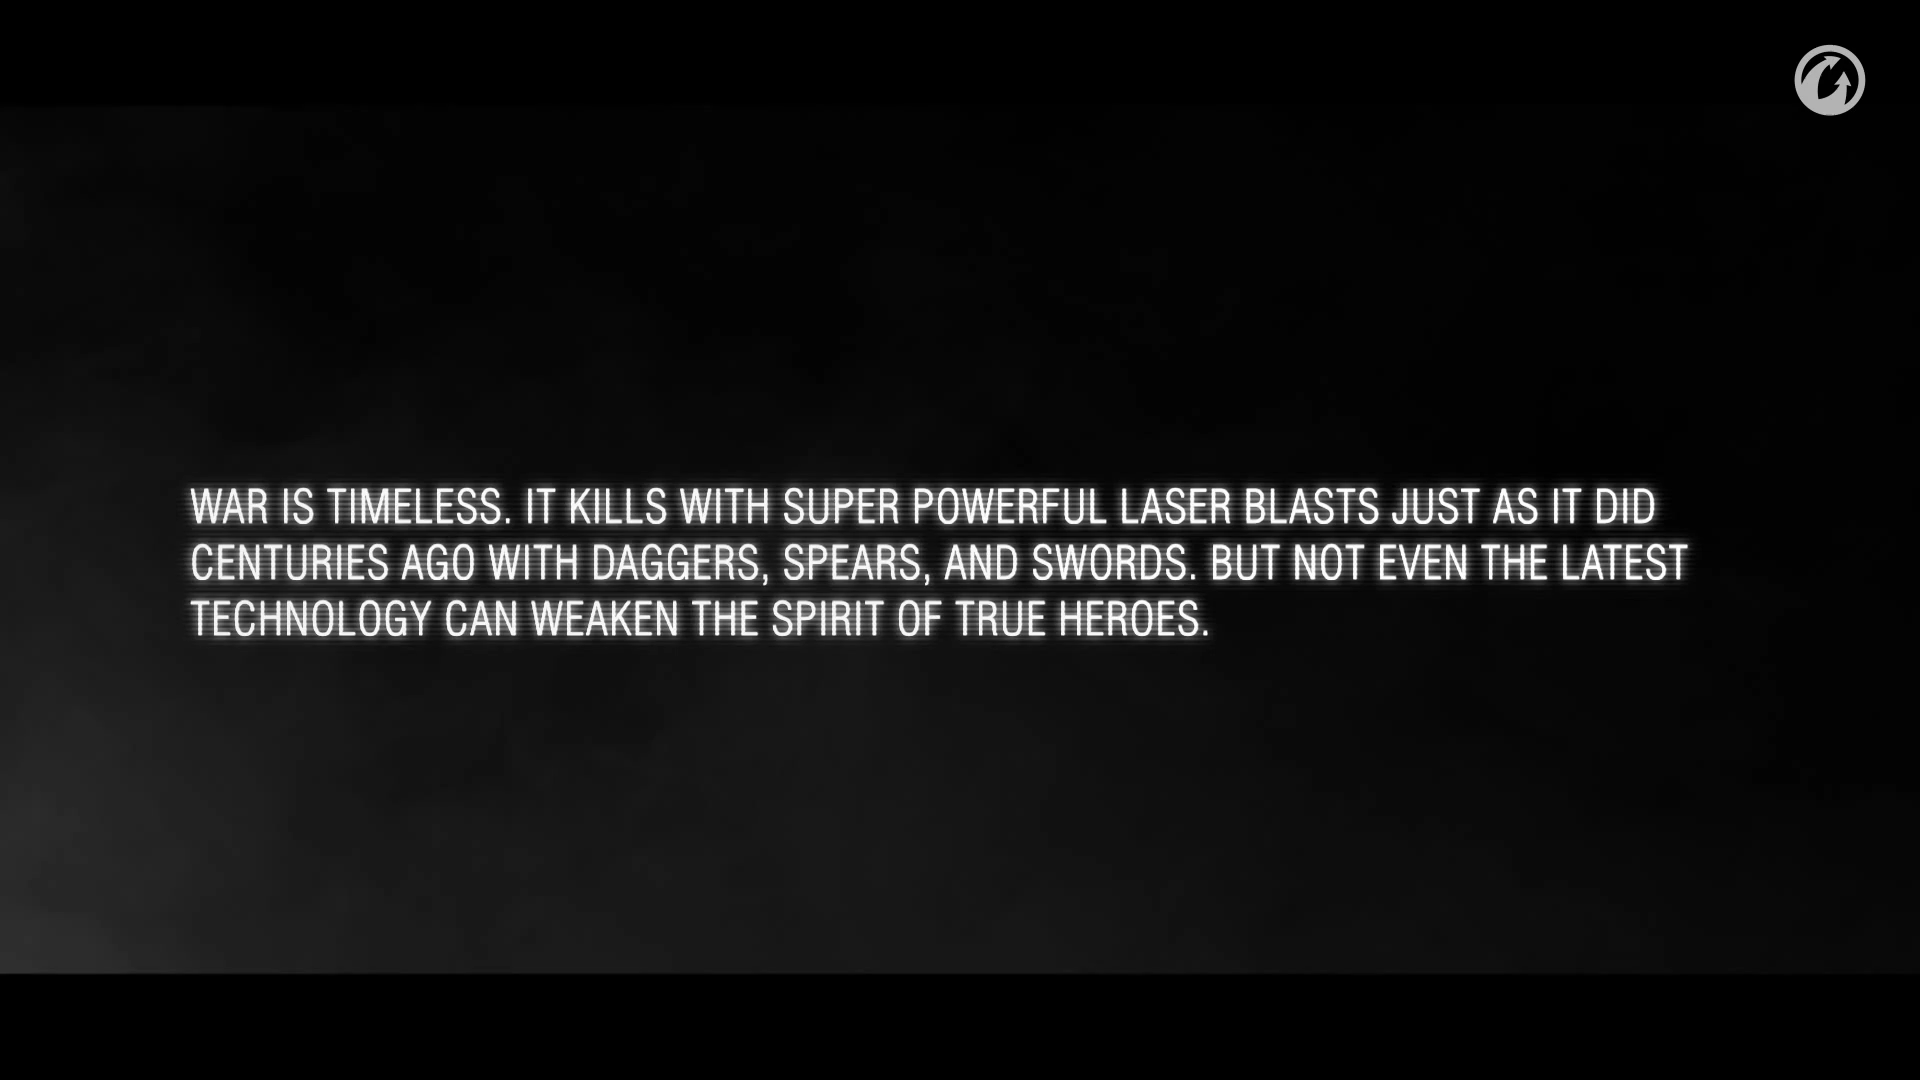 WAR IS TIMELESS. IT KILLS WITH SUPER POWERFUL LASER BLASTS JUST AS IT DID
CENTURIES AGO WITH DAGGERS, SPEARS, AND SWORDS. BUT NOT EVEN THE LATEST
TECHNOLOGY CAN WEAKEN THE SPIRIT OF TRUE HEROES.